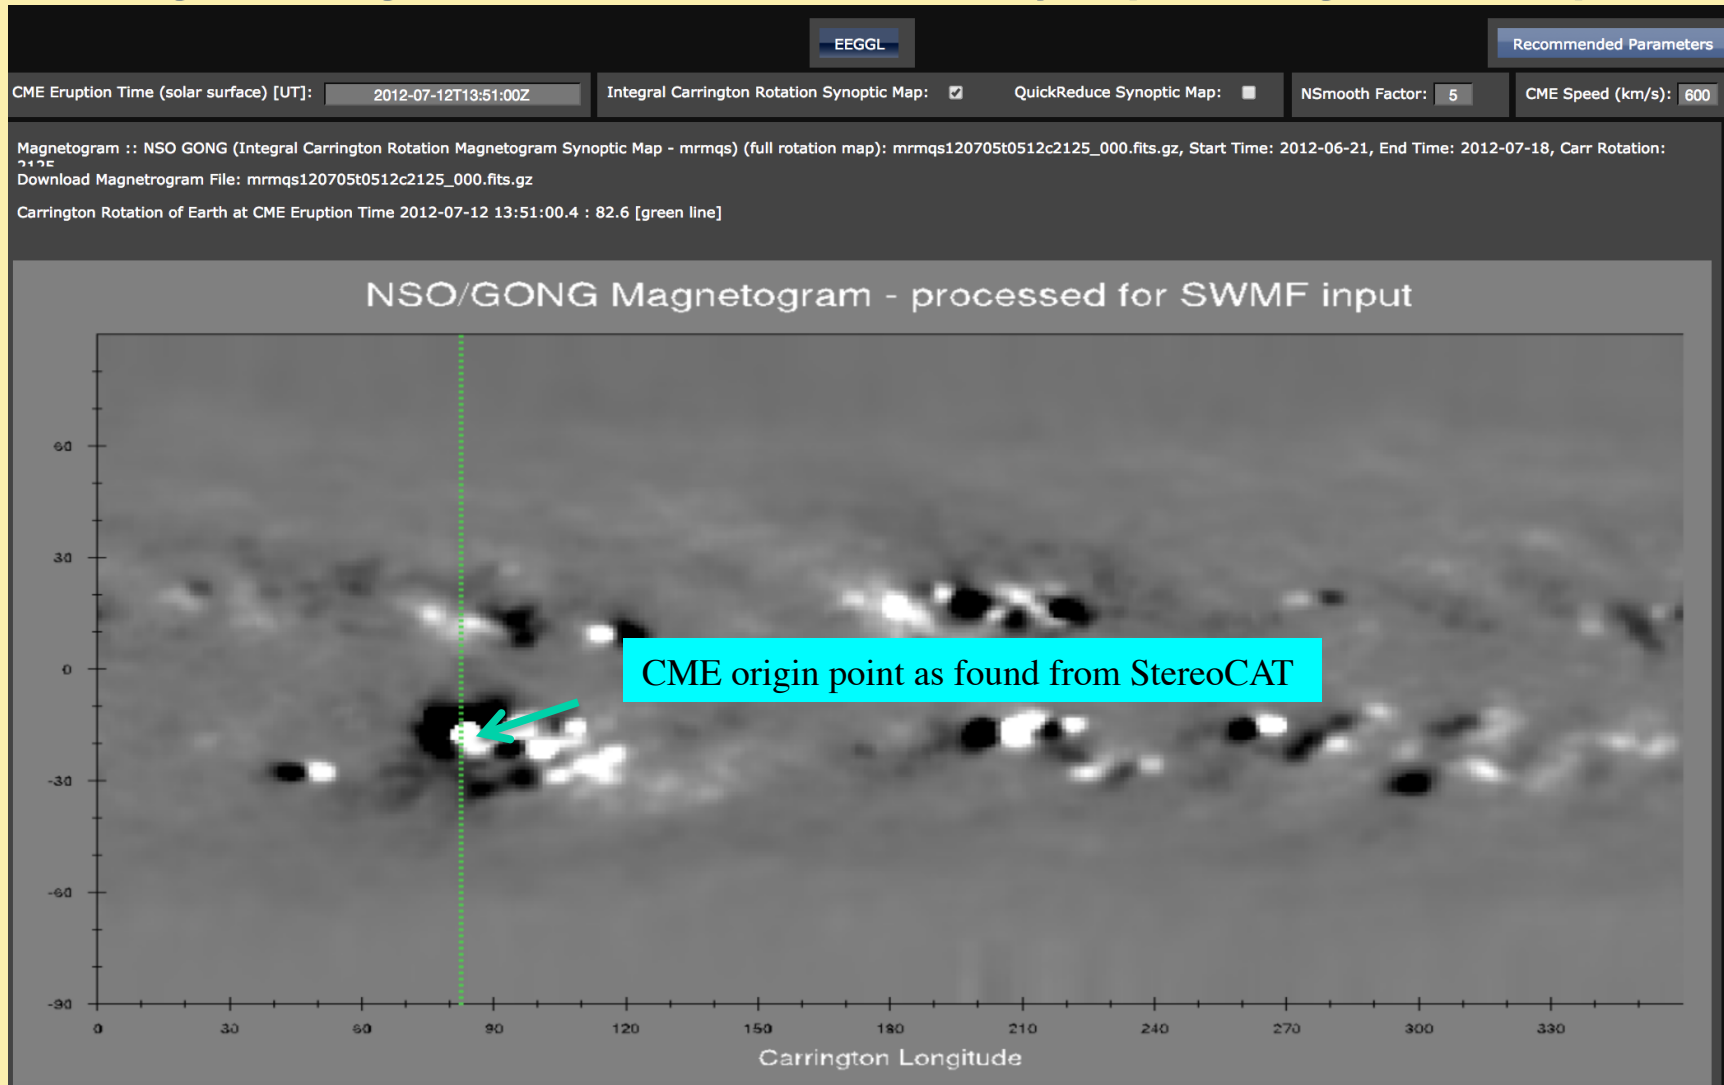 EEGGL
Recommended Parameters
CME Eruption Time (solar surface) [UT]: 2012-07-12T13:51:00Z Integral Carrington Rotation Synoptic Map: QuickReduce Synoptic Map: NSmooth Factor: 5 CME Speed (km/s): 600
Magnetogram :: NSO GONG (Integral Carrington Rotation Magnetogram Synoptic Map - mrmqs) (full rotation map): mrmqs120705t0512c2125_000.fits.gz, Start Time: 2012-06-21, End Time: 2012-07-18, Carr Rotation:
2125
Download Magnetrogram File: mrmqs120705t0512c2125_000.fits.gz
Carrington Rotation of Earth at CME Eruption Time 2012-07-12 13:51:00.4 : 82.6 [green line]
NSO/GONG Magnetogram - processed for SWMF input
60
30
0
CME origin point as found from StereoCAT
-30
-60
-90
0 30 60 90 120 150 180 210 240 270 300 330
Carrington Longitude